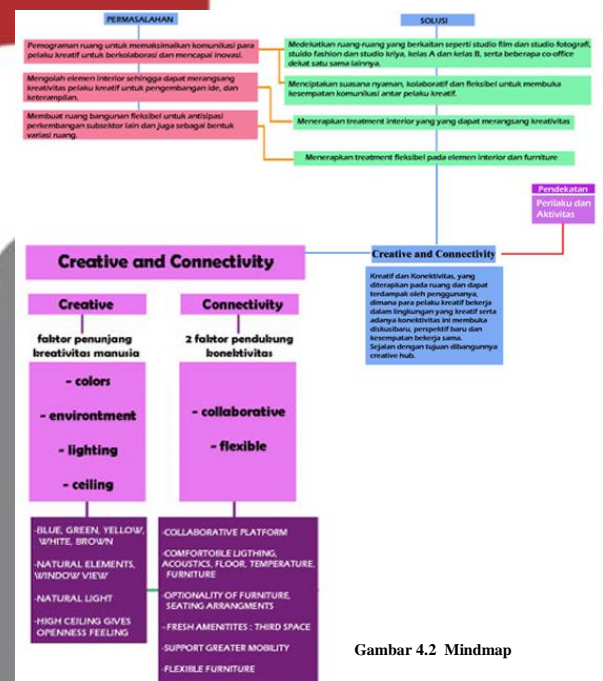 PERMASALAHAN
SOLUSI
Pemograman ruang untuk memaksimalkan komunikasi para
pelaku kreatif untuk berkolaborasi dan mencapai inovasi.
Mengolah elemen interior sehingga dapat merangsang
kreativitas pelaku kreatif untuk pengembangan ide, dan
keterampilan.
Membuat ruang bangunan fleksibel untuk antisipasi
perkembangan subsektor lain dan juga sebagai bentuk
variasi ruang.
Medekatkan ruang-ruang yang berkaitan seperti studio film dan studio fotografi,
stuido fashion dan studio kriya, kelas A dan kelas B, serta beberapa co-office
dekat satu sama lainnya.
Menciptakan suasana nyaman, kolaboratif dan fleksibel untuk membuka
kesempatan komunikasi antar pelaku kreatif.
Menerapkan treatment interior yang yang dapat merangsang kreativitas
Menerapkan treatment fleksibel pada elemen interior dan furniture
Pendekatan
Perilaku dan
Aktivitas
Creative and Connectivity
Kreatif dan Konektivitas, yang
diterapkan pada ruang dan dapat
terdampak oleh penggunanya,
dimana para pelaku kreatif bekerja
dalam lingkungan yang kreatif serta
adanya konektivitas ini membuka
diskusibaru, perspektif baru dan
kesempatan bekerja sama.
Sejalan dengan tujuan dibangunnya
creative hub.
Creative and Connectivity
Creative
faktor penunjang
kreativitas manusia
- colors
- environtment
- lighting
- ceiling
-BLUE, GREEN, YELLOW,
WHITE, BROWN
-NATURAL ELEMENTS,
WINDOW VIEW
-NATURAL LIGHT
-HIGH CEILING GIVES
OPENNESS FEELING
Connectivity
2 faktor pendukung
konektivitas
- collaborative
- flexible
-COLLABORATIVE PLATFORM
-COMFORTOBLE LIGTHING,
ACOUSTICS, FLOOR, TEMPERATURE,
FURNITURE
-OPTIONALITY OF FURNITURE,
SEATING ARRANGMENTS
-FRESH AMENITITES : THIRD SPACE
-SUPPORT GREATER MOBILITY
-FLEXIBLE FURNITURE
Gambar 4.2 Mindmap